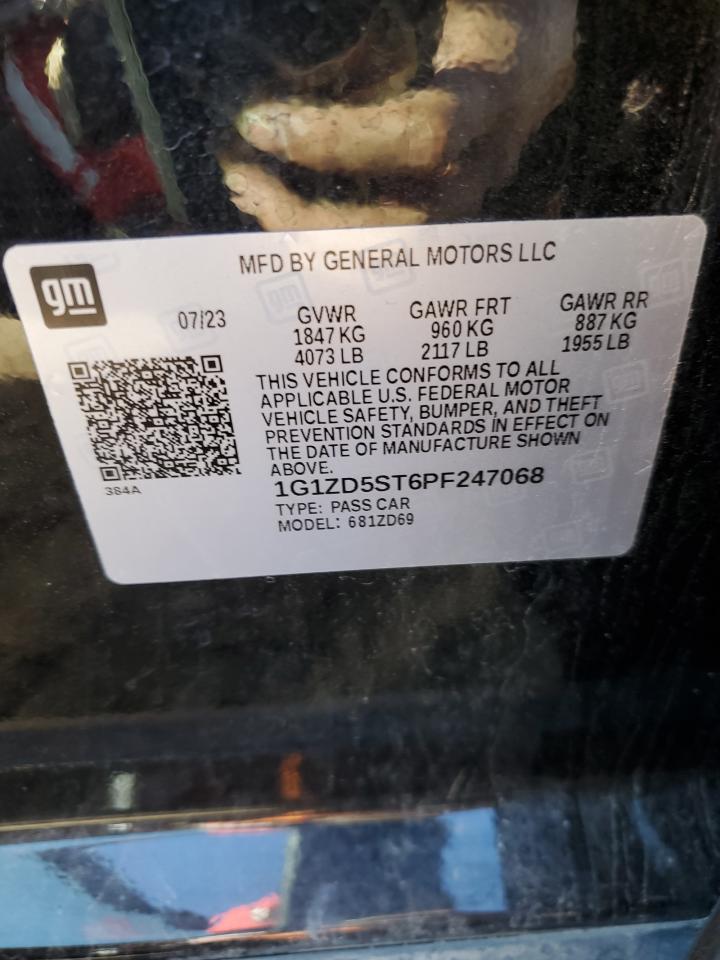 MFD BY GENERAL MOTORS LLC
gm
07/23
GVWR
1847 KG
4073 LB
GAWR FRT
960 KG
2117 LB
GAWR RR
887 KG
1955 LB
THIS VEHICLE CONFORMS TO ALL
APPLICABLE U.S. FEDERAL MOTOR
VEHICLE SAFETY, BUMPER, AND THEFT
PREVENTION STANDARDS IN EFFECT ON
THE DATE OF MANUFACTURE SHOWN
ABOVE.
384A
1G1ZD5ST6PF247068
TYPE: PASS CAR
MODEL: 681ZD69